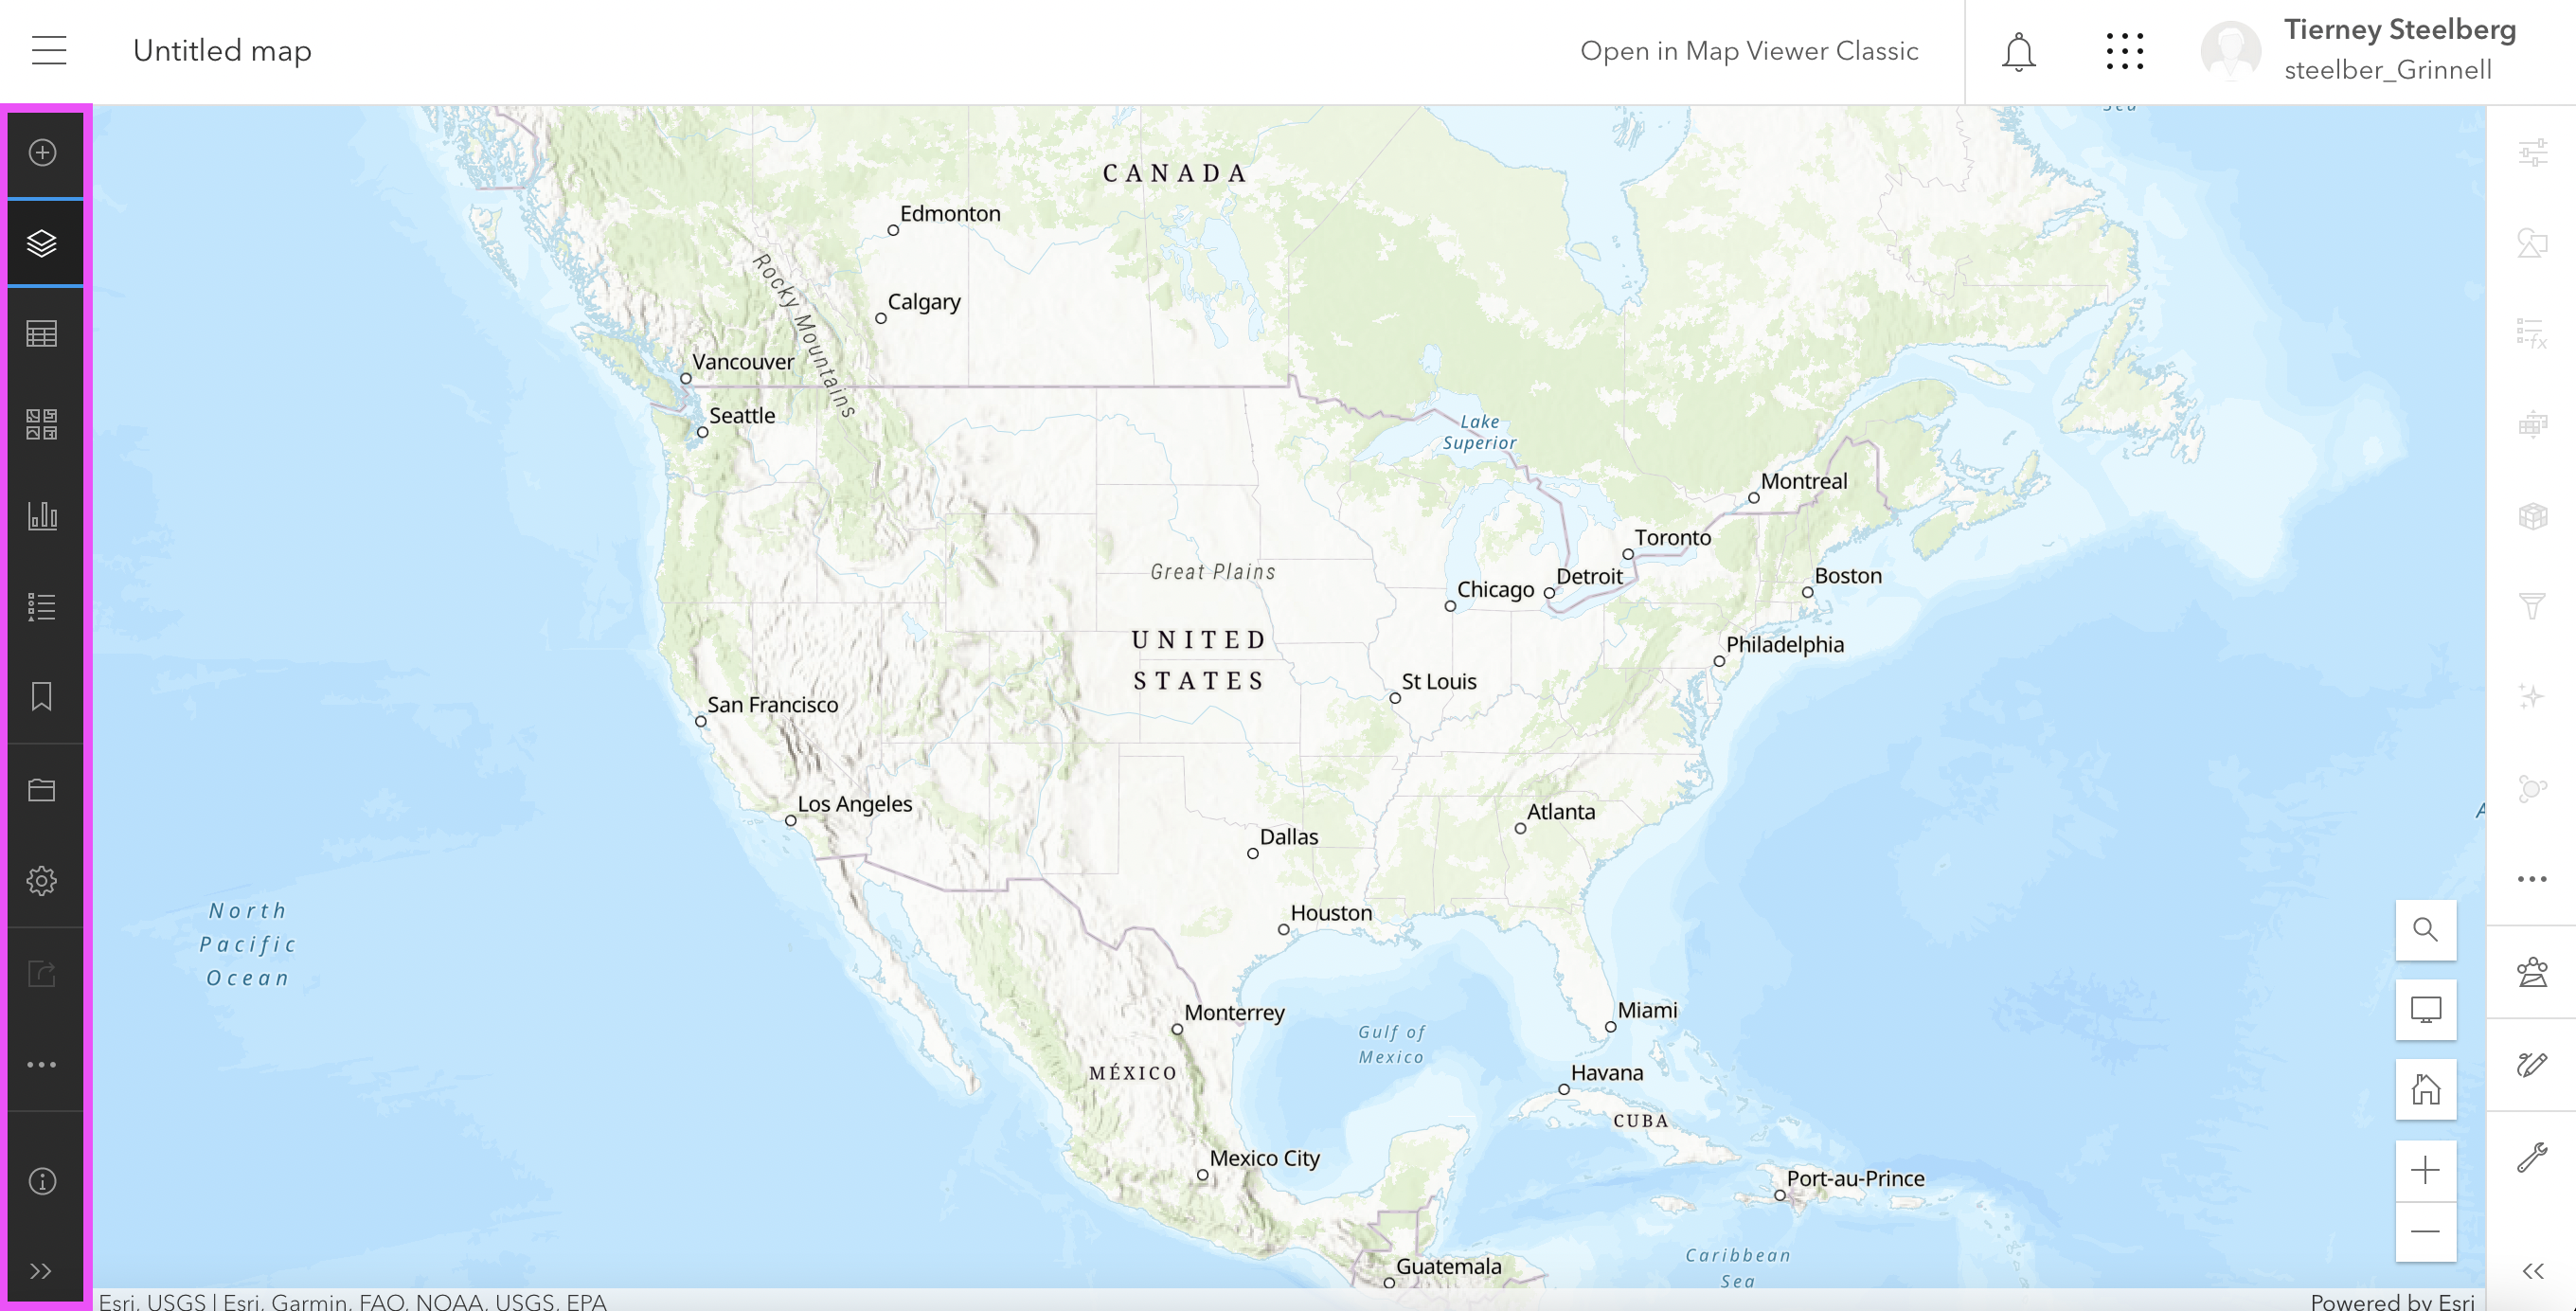 Untitled map
Open in Map Viewer Classic
Tierney Steelberg
steelber_Grinnell
Sea
CANADA
Edmonton
Rocky Mountains
Calgary
Vancouver
Seattle
Lake
Superior
Montreal
Toronto
Great Plains
Detroit
Chicago
Boston
UNITED
STATES
Philadelphia
St Louis
San Francisco
Los Angeles
Atlanta
Dallas
Houston
North
Pacific
Ocean
Monterrey
Miami
Gulf of
Mexico
MÉXICO
Havana
CUBA
Mexico City
Port-au-Prince
Caribbean
Sea
Guatemala
Esri, USGS | Esri, Garmin, FAO, NOAA, USGS, EPA
Powered by Esri